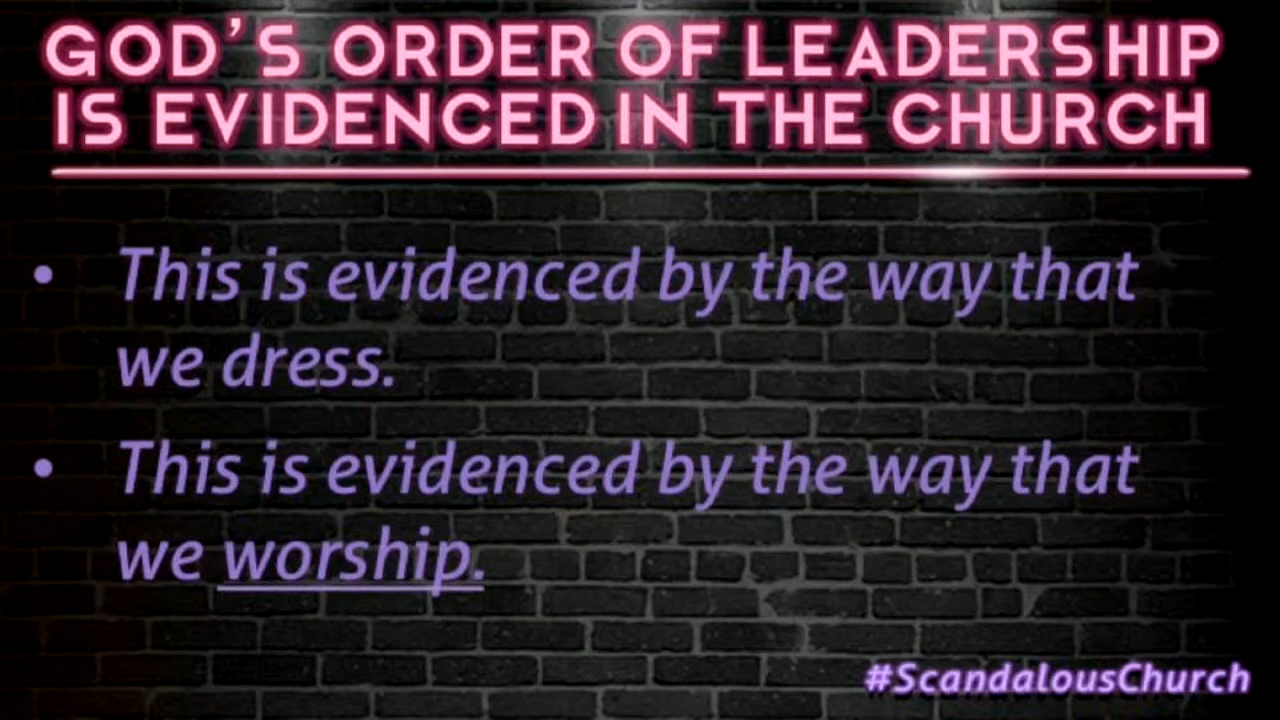 GOD'S ORDER OF LEADERSHIP
IS EVIDENCED IN THE CHURCH
• This is evidenced by the way that
we dress.
• This is evidenced by the way that
we worship.
#ScandalousChurch